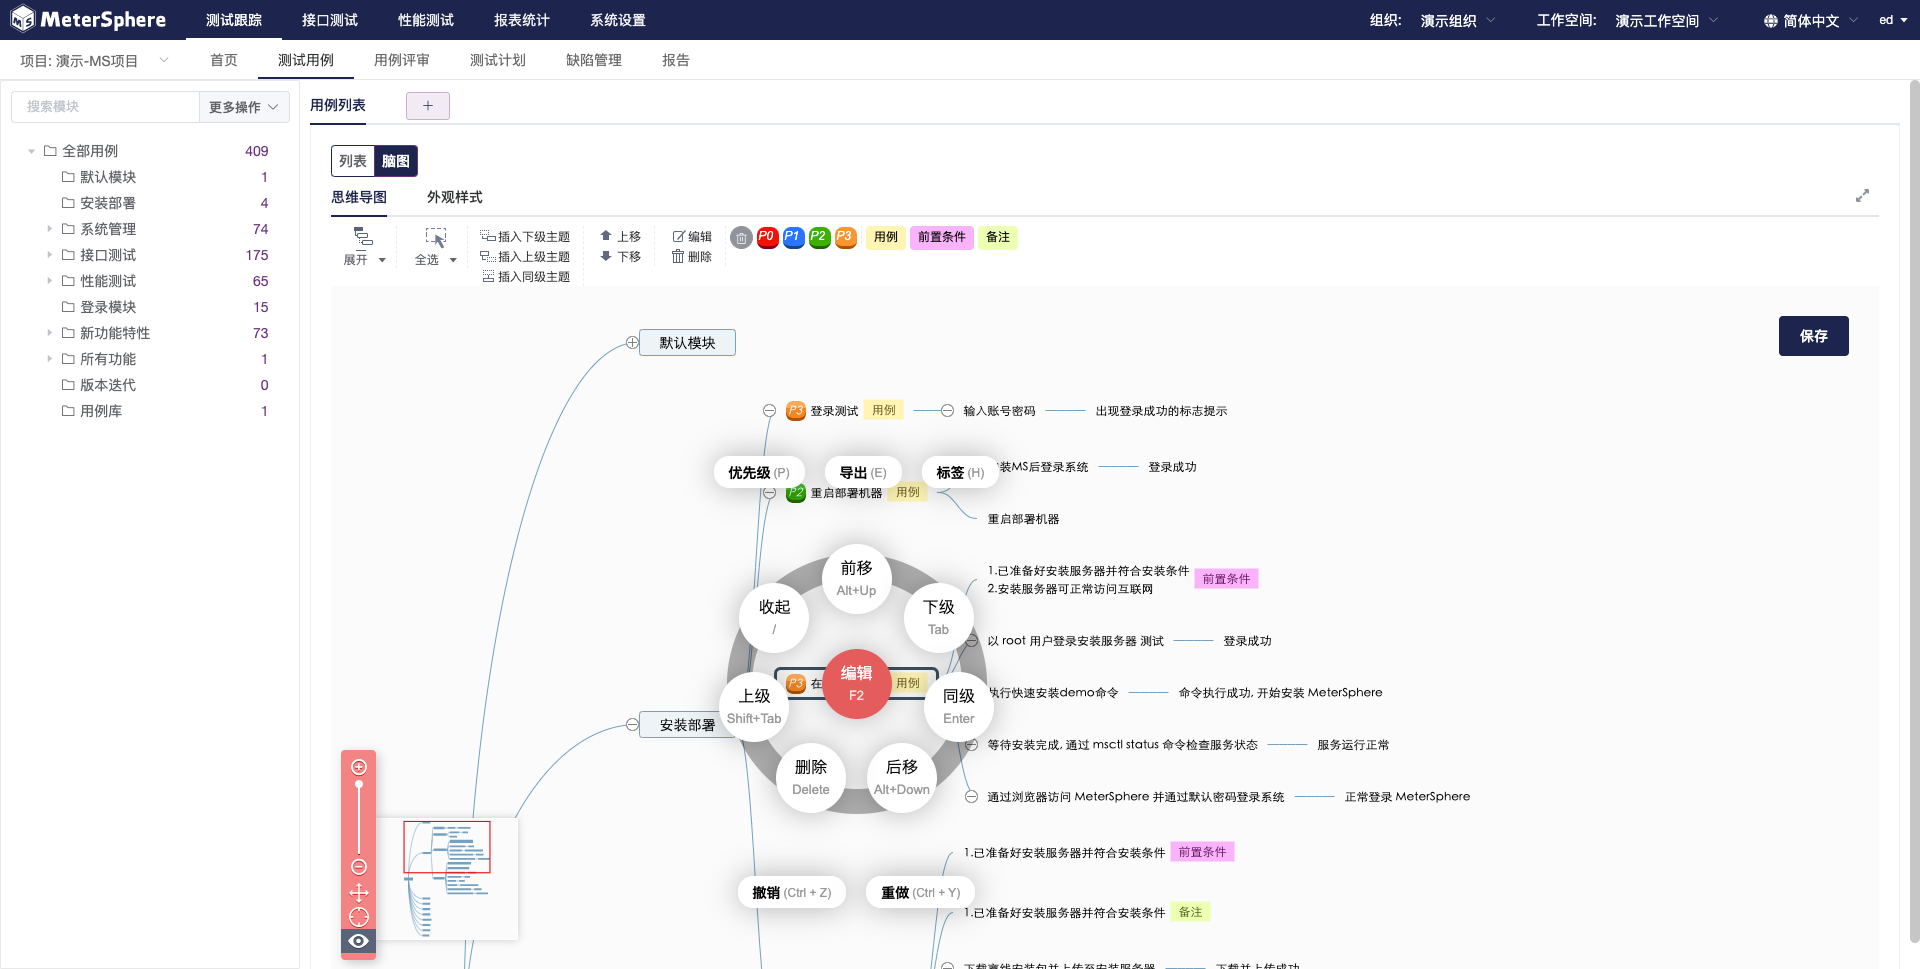 MeterSphere 测试跟踪 接口测试 性能测试 报表统计 系统设置 组织: 演示组织 工作空间: 演示工作空间 简体中文 ed
项目: 演示-MS项目 首页 测试用例 用例评审 测试计划 缺陷管理 报告
搜索模块 更多操作
全部用例 409
默认模块 1
安装部署 4
系统管理 74
接口测试 175
性能测试 65
登录模块 15
新功能特性 73
所有功能 1
版本迭代 0
用例库 1
用例列表 +
列表 脑图
思维导图 外观样式
展开 全选
插入下级主题
插入上级主题
插入同级主题
上移
下移
编辑
删除
P0 P1 P2 P3 用例 前置条件 备注
保存
默认模块
P3 登录测试 用例 输入账号密码 出现登录成功的标志提示
优先级 (P) 导出 (E) 标签 (H)
装MS后登录系统 登录成功
P2 重启部署机器 用例
重启部署机器
1.已准备好安装服务器并符合安装条件
2.安装服务器可正常访问互联网
前置条件
前移
Alt+Up
收起
/
下级
Tab
以 root 用户登录安装服务器 测试 登录成功
P3 在 用例
编辑
F2
上级
Shift+Tab
同级
Enter
执行快速安装demo命令 命令执行成功, 开始安装 MeterSphere
安装部署
等待安装完成, 通过 msctl status 命令检查服务状态 服务运行正常
删除
Delete
后移
Alt+Down
通过浏览器访问 MeterSphere 并通过默认密码登录系统 正常登录 MeterSphere
1.已准备好安装服务器并符合安装条件 前置条件
撤销 (Ctrl + Z) 重做 (Ctrl + Y)
1.已准备好安装服务器并符合安装条件 备注
下载离线安装包并上传至安装服务器 下载并上传成功